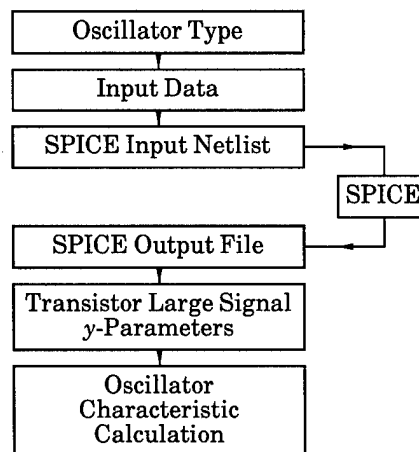 Oscillator Type
Input Data
SPICE Input Netlist
SPICE
SPICE Output File
Transistor Large Signal
y-Parameters
Oscillator
Characteristic
Calculation